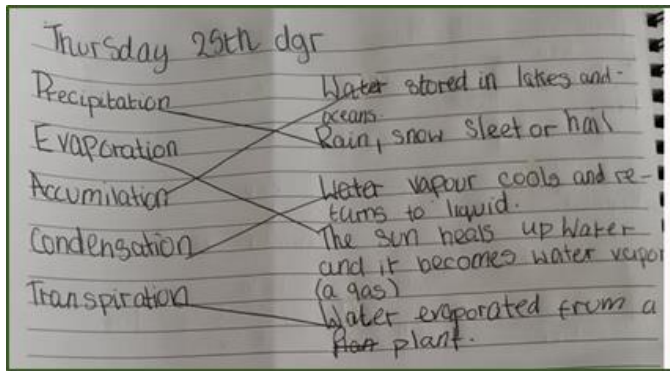 Thursday 25th dgr
Precipitation
Evaporation
Accumilation
Condensation
Transpiration
Water stored in lakes and-
oceans.
Rain, snow sleet or hail
Water vapour cools and re-
turns to liquid.
The sun heals up Water
and it becomes water vapor
(a gas)
Water evaporated from a
plant.